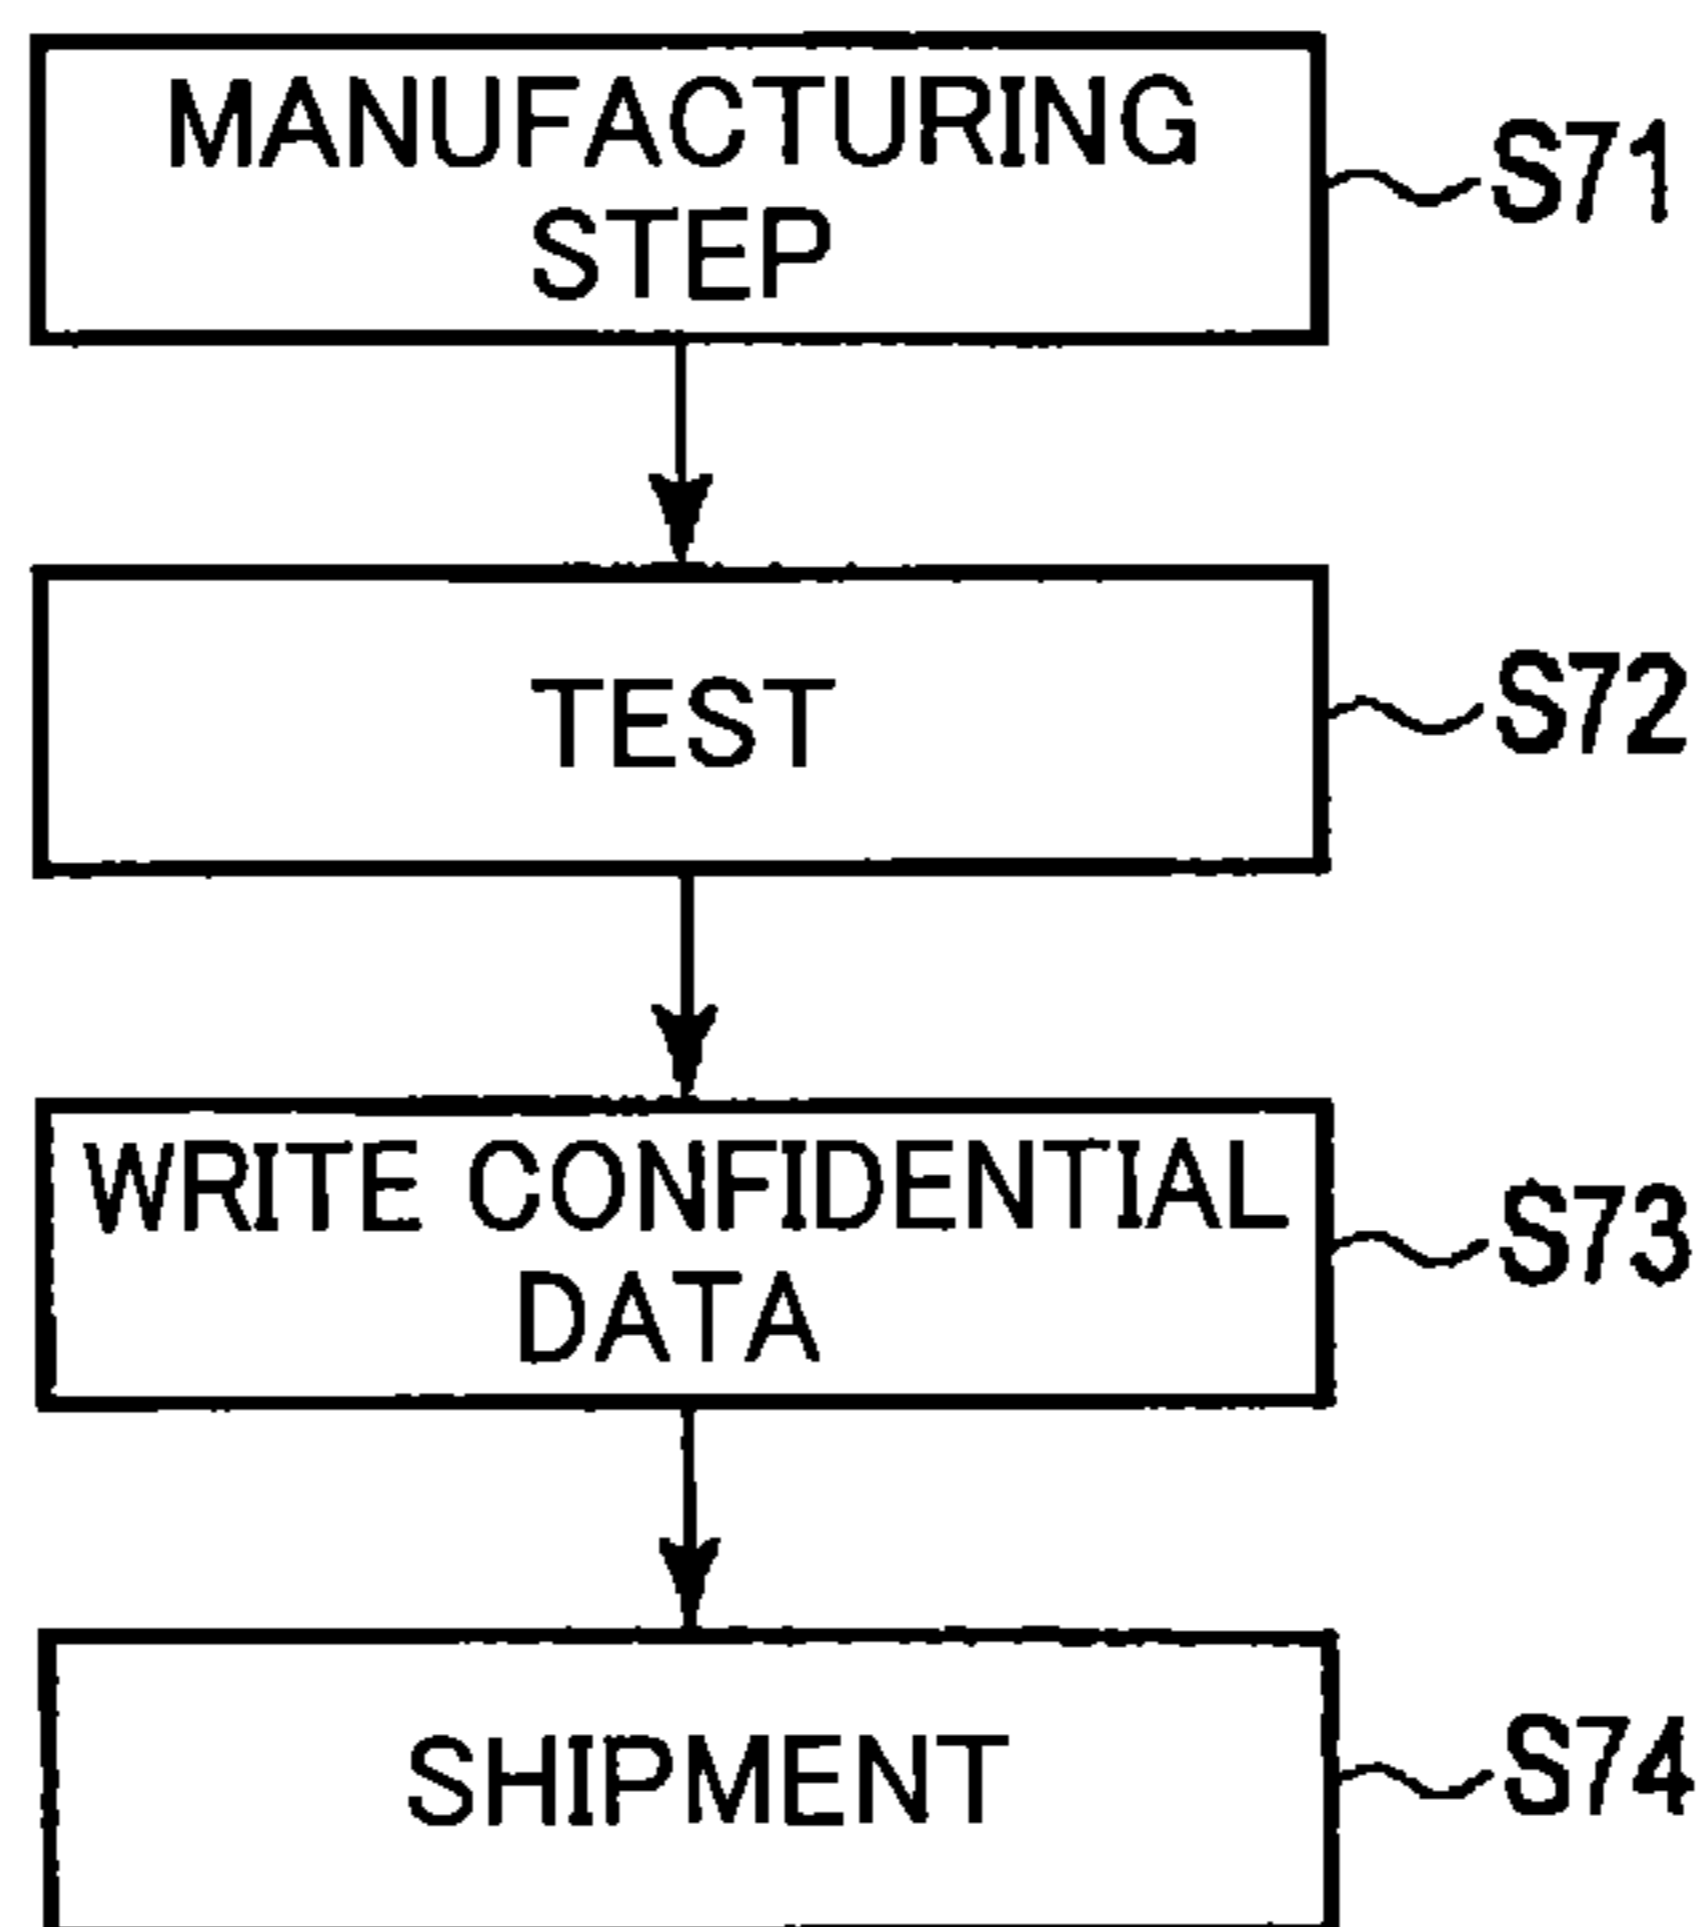 MANUFACTURING
STEP
S71
TEST
S72
WRITE CONFIDENTIAL
DATA
S73
SHIPMENT
S74